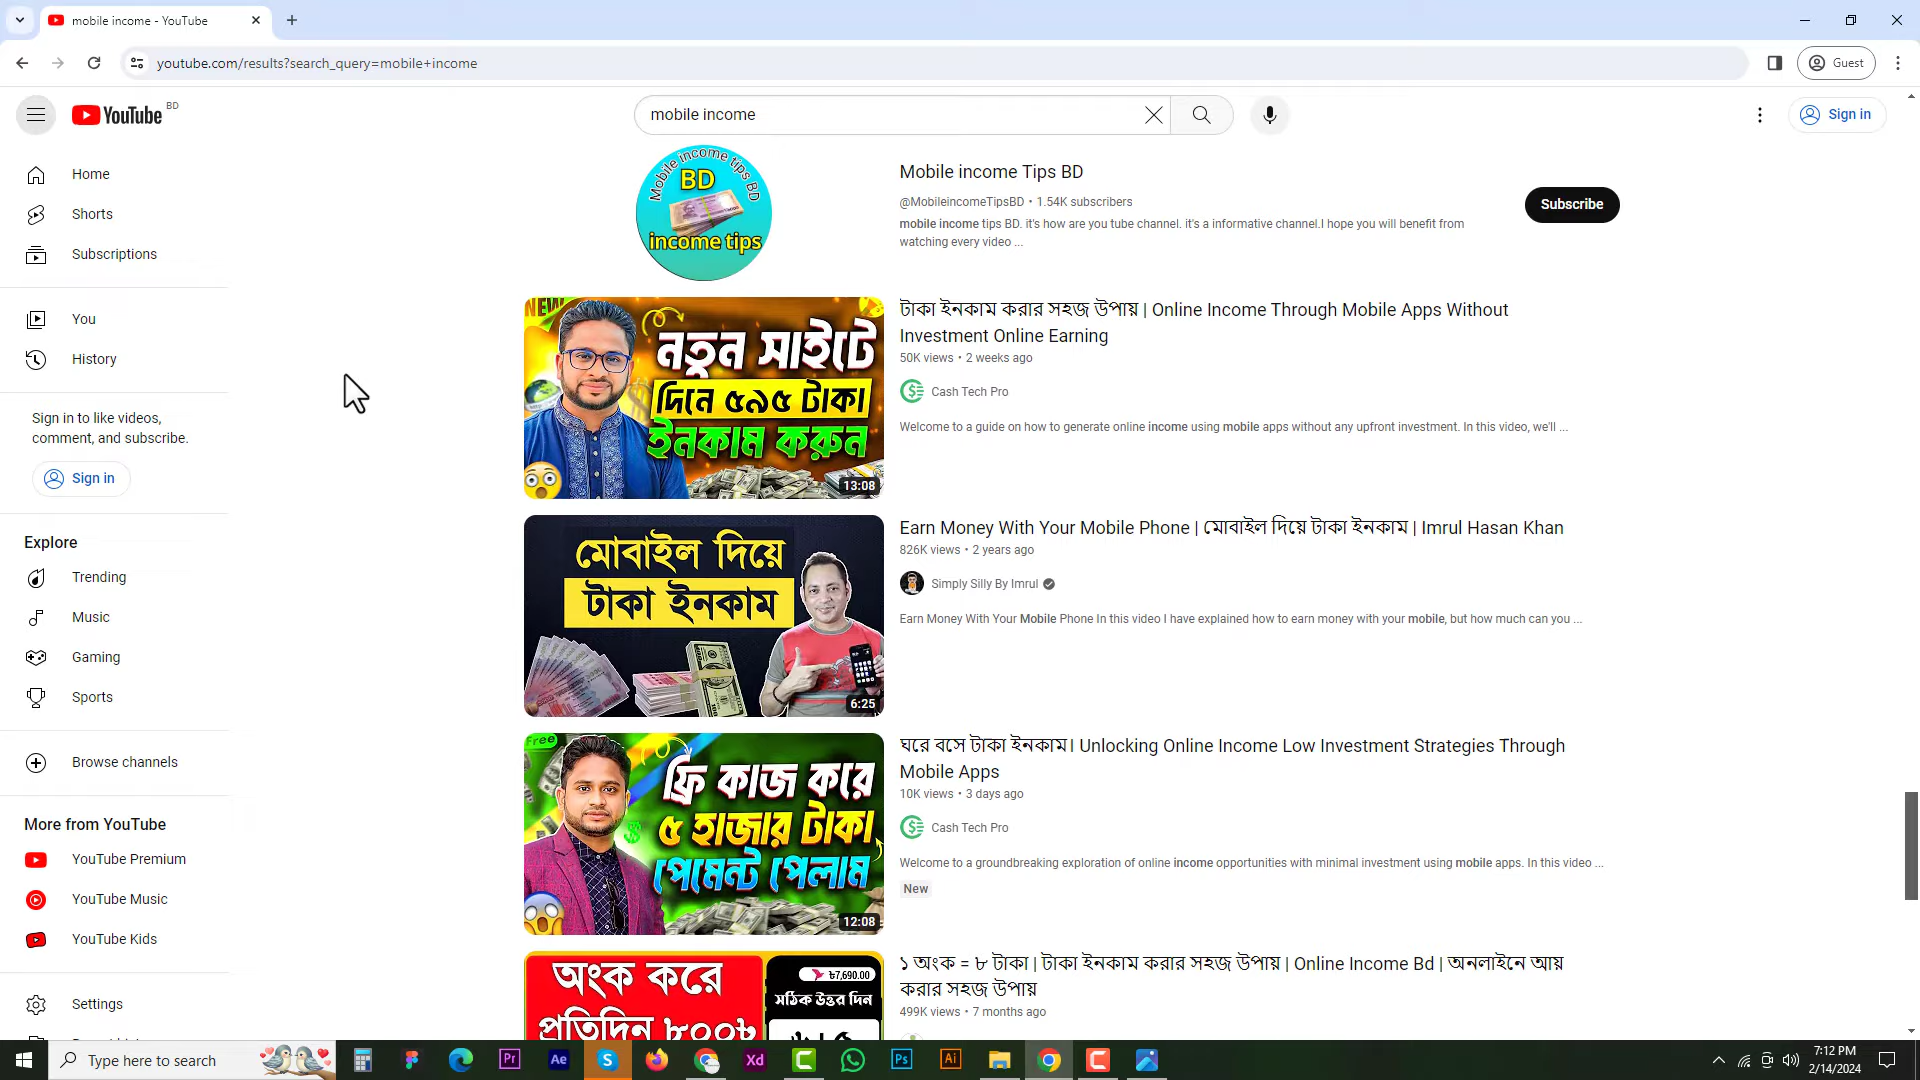 mobile income - YouTube
youtube.com/results?search_query=mobile+income
Guest
YouTube BD
mobile income
Sign in
Home
Shorts
Subscriptions
You
History
Sign in to like videos,
comment, and subscribe.
Sign in
Explore
Trending
Music
Gaming
Sports
Browse channels
More from YouTube
YouTube Premium
YouTube Music
YouTube Kids
Settings
Mobile income tips BD
BD
income tips
Mobile income Tips BD
@MobileincomeTipsBD • 1.54K subscribers
mobile income tips BD. it's how are you tube channel. it's a informative channel.I hope you will benefit from
watching every video ...
Subscribe
NEW
নতুন সাইটে
দিনে ৫৯৫ টাকা
ইনকাম করুন
13:08
টাকা ইনকাম করার সহজ উপায় | Online Income Through Mobile Apps Without
Investment Online Earning
50K views • 2 weeks ago
Cash Tech Pro
Welcome to a guide on how to generate online income using mobile apps without any upfront investment. In this video, we'll ...
মোবাইল দিয়ে
টাকা ইনকাম
6:25
Earn Money With Your Mobile Phone | মোবাইল দিয়ে টাকা ইনকাম | Imrul Hasan Khan
826K views • 2 years ago
Simply Silly By Imrul
Earn Money With Your Mobile Phone In this video I have explained how to earn money with your mobile, but how much can you ...
Free
ফ্রি কাজ করে
৫ হাজার টাকা
পেমেন্ট পেলাম
12:08
ঘরে বসে টাকা ইনকাম। Unlocking Online Income Low Investment Strategies Through
Mobile Apps
10K views • 3 days ago
Cash Tech Pro
Welcome to a groundbreaking exploration of online income opportunities with minimal investment using mobile apps. In this video ...
New
অংক করে
প্রতিদিন ৮০০৳
৳7,690.00
সঠিক উত্তর দিন
১ অংক = ৮ টাকা | টাকা ইনকাম করার সহজ উপায় | Online Income Bd | অনলাইনে আয়
করার সহজ উপায়
499K views • 7 months ago
Type here to search
Pr
Ae
S
Xd
Ps
Ai
7:12 PM
2/14/2024